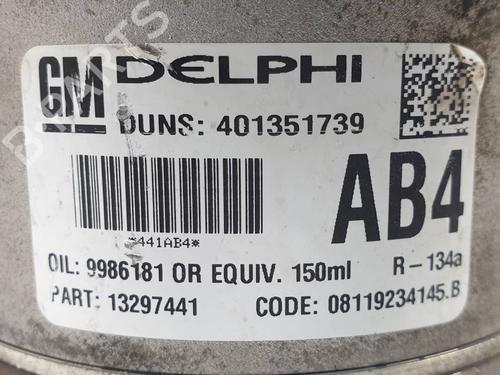 GM DELPHI
DUNS: 401351739
*441AB4*
AB4
OIL: 9986181 OR EQUIV. 150ml R-134a
PART: 13297441 CODE: 08119234145.B